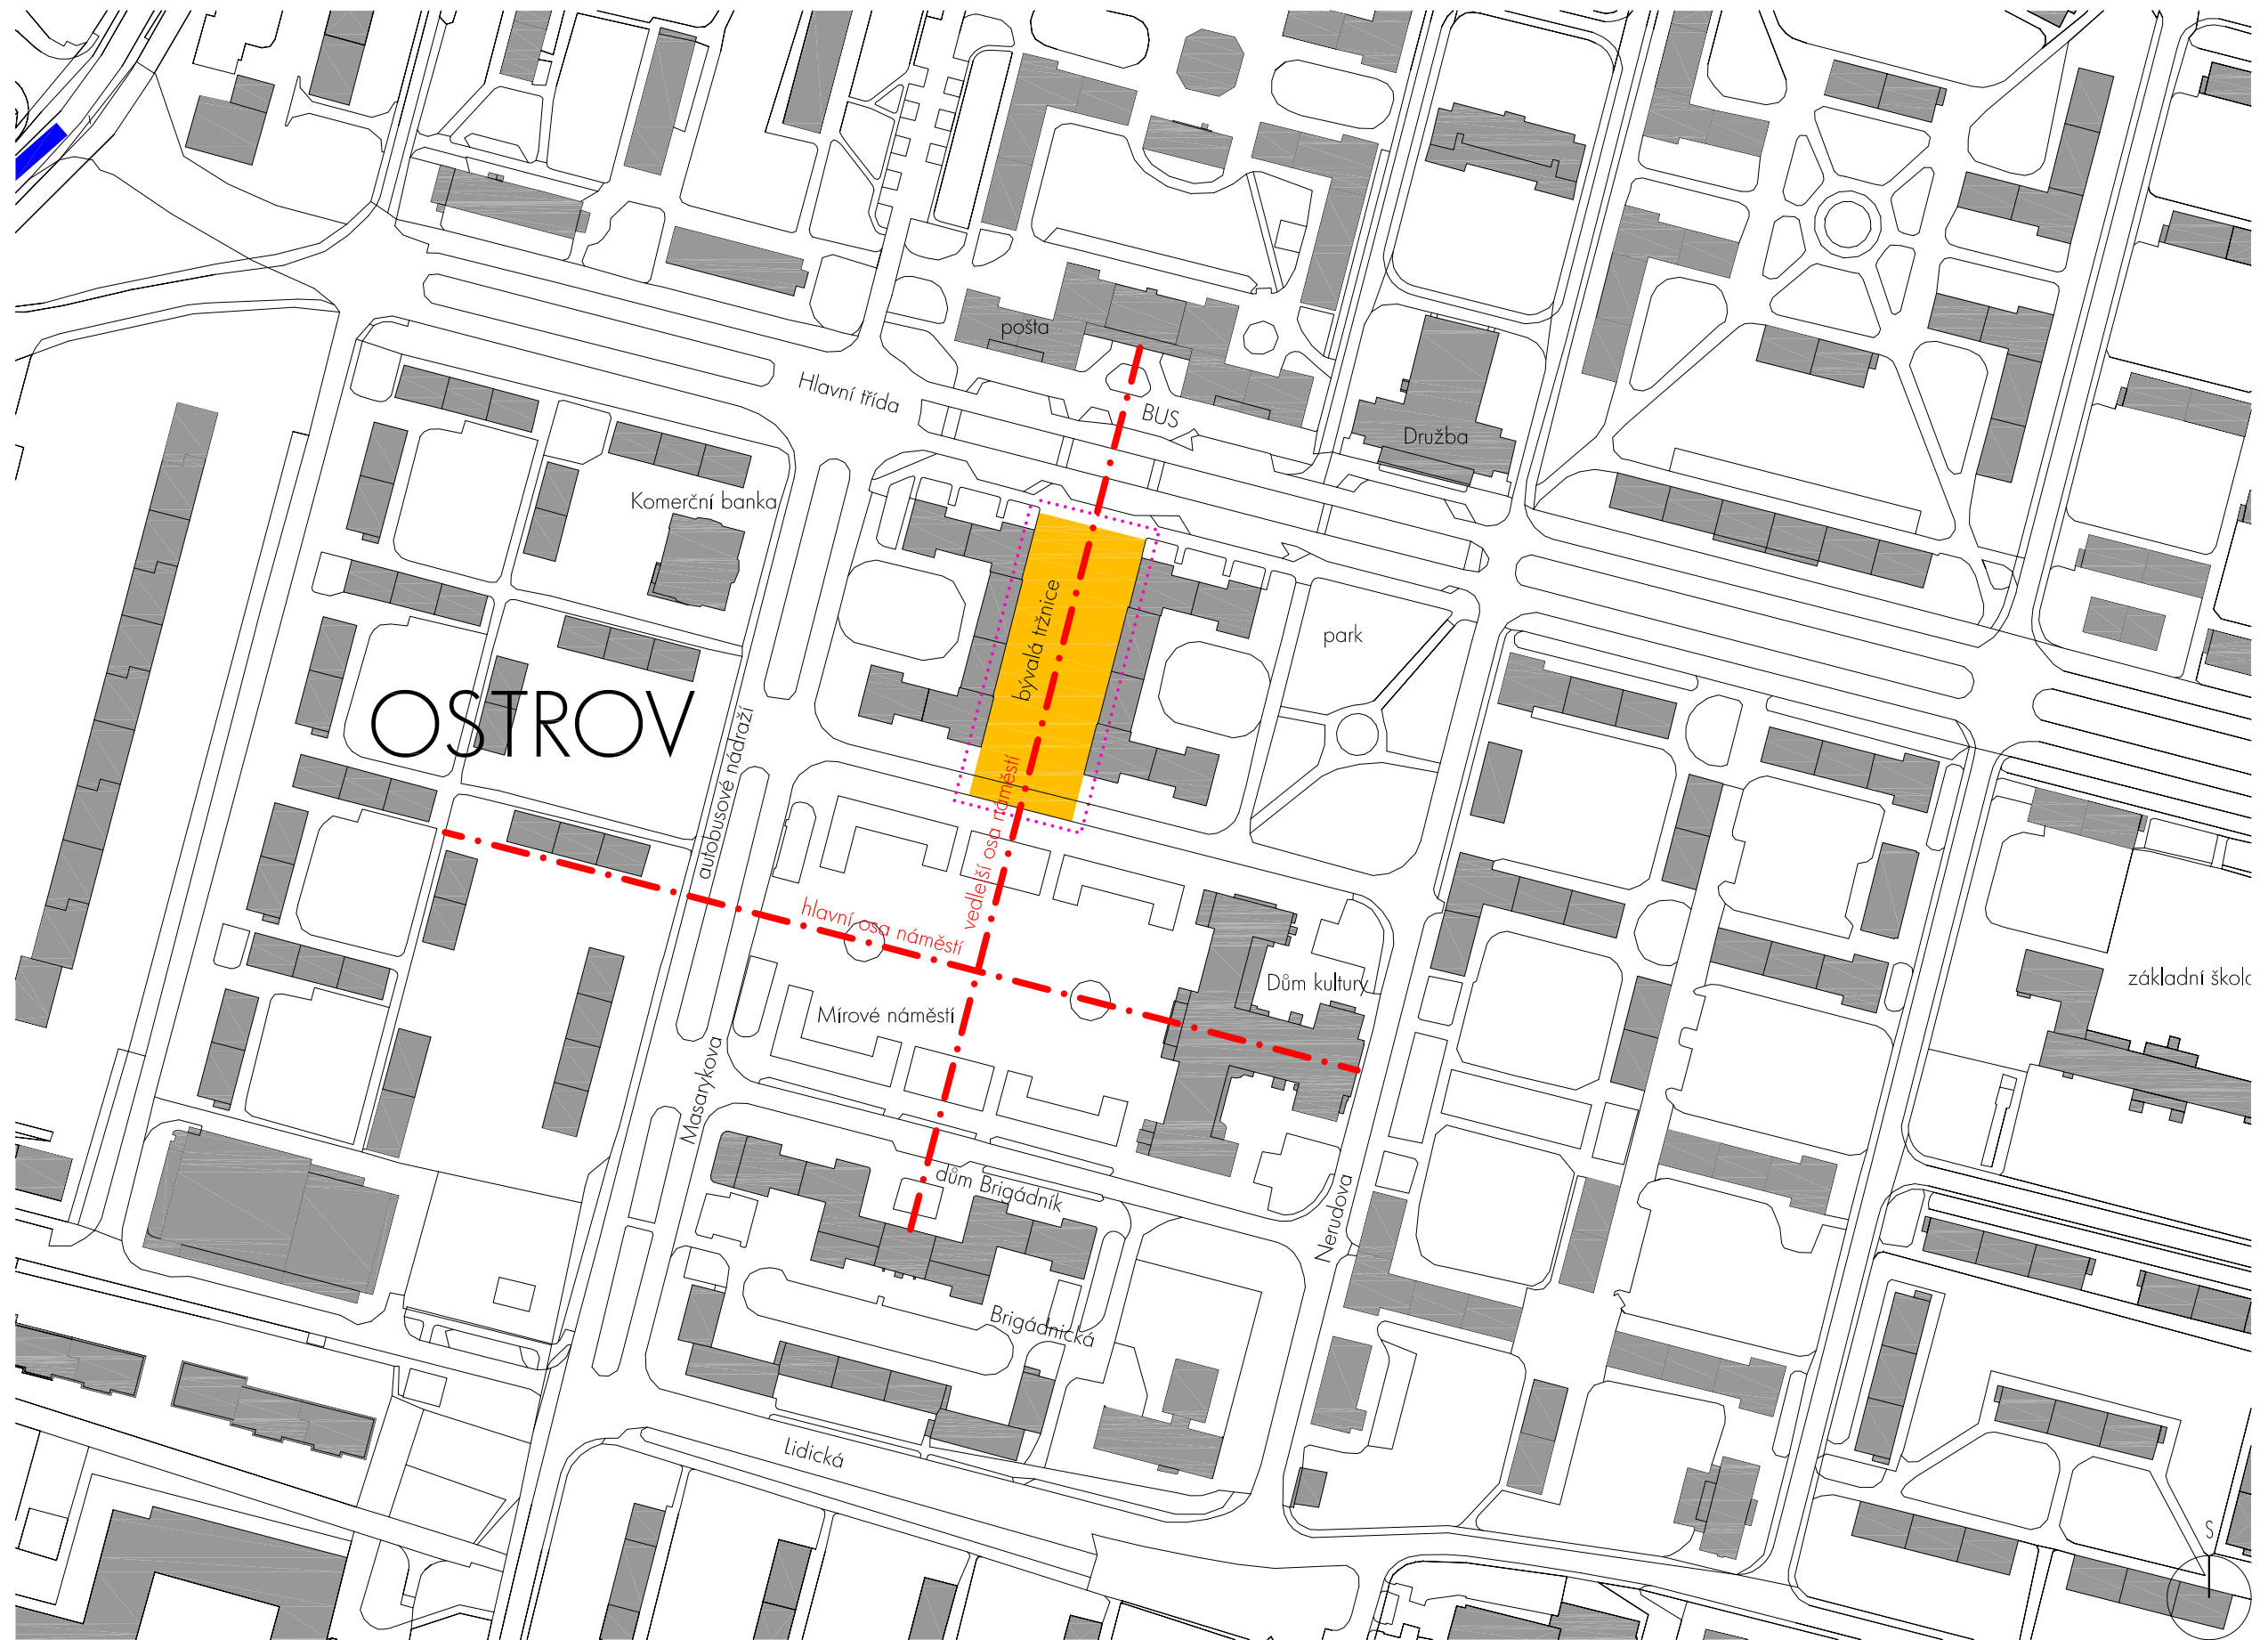 pošta
Hlavní třída
BUS
Družba
Komerční banka
bývalá tržnice
park
OSTROV
autobusové nádraží
vedlejší osa náměstí
hlavní osa náměstí
Dům kultury
základní škola
Mírové náměstí
Masarykova
dům Brigádník
Nerudova
Brigádnická
Lidická
S